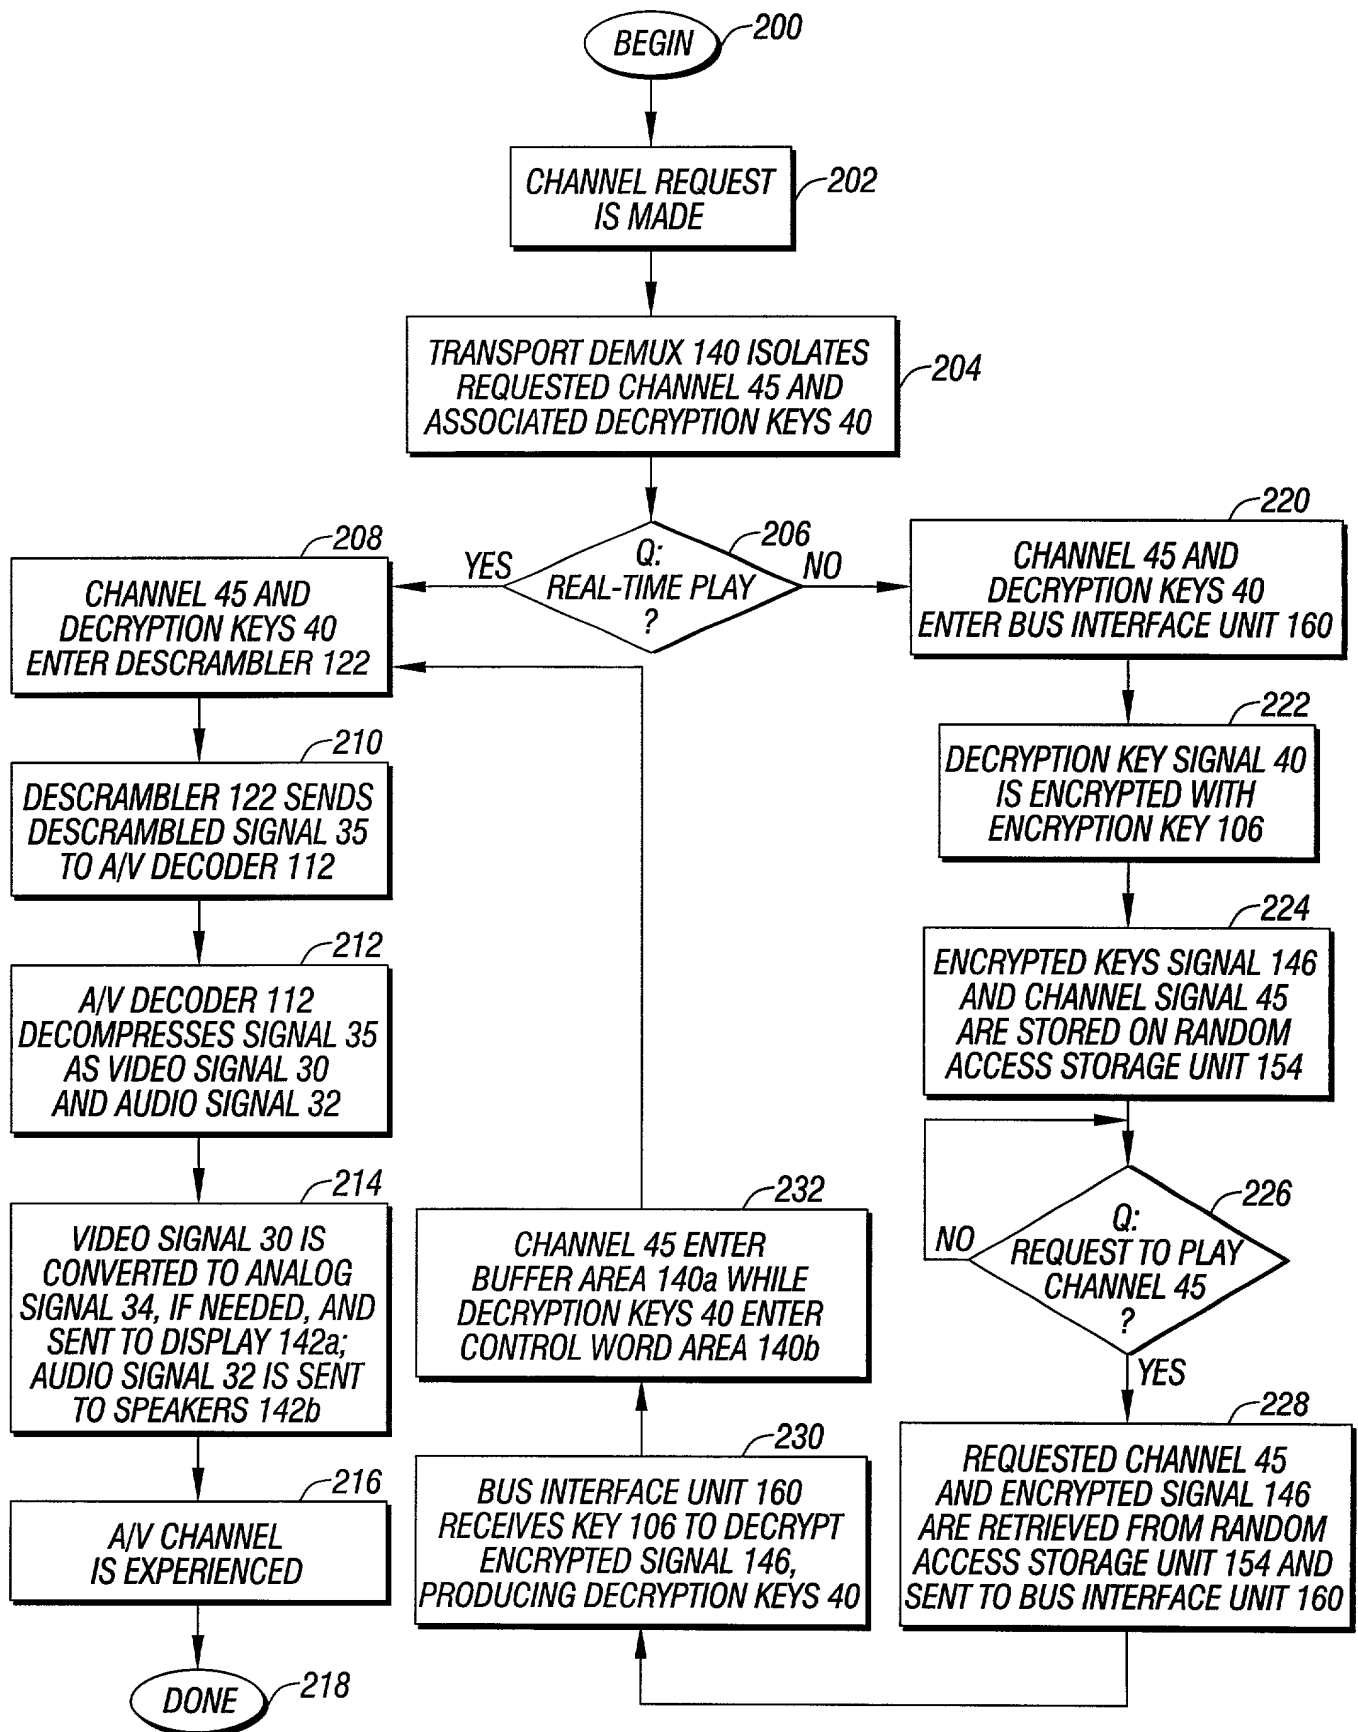 BEGIN
200
CHANNEL REQUEST
IS MADE
202
TRANSPORT DEMUX 140 ISOLATES
REQUESTED CHANNEL 45 AND
ASSOCIATED DECRYPTION KEYS 40
204
Q:
REAL-TIME PLAY
?
206
YES
NO
208
CHANNEL 45 AND
DECRYPTION KEYS 40
ENTER DESCRAMBLER 122
210
DESCRAMBLER 122 SENDS
DESCRAMBLED SIGNAL 35
TO A/V DECODER 112
212
A/V DECODER 112
DECOMPRESSES SIGNAL 35
AS VIDEO SIGNAL 30
AND AUDIO SIGNAL 32
214
VIDEO SIGNAL 30 IS
CONVERTED TO ANALOG
SIGNAL 34, IF NEEDED, AND
SENT TO DISPLAY 142a;
AUDIO SIGNAL 32 IS SENT
TO SPEAKERS 142b
216
A/V CHANNEL
IS EXPERIENCED
DONE
218
220
CHANNEL 45 AND
DECRYPTION KEYS 40
ENTER BUS INTERFACE UNIT 160
222
DECRYPTION KEY SIGNAL 40
IS ENCRYPTED WITH
ENCRYPTION KEY 106
224
ENCRYPTED KEYS SIGNAL 146
AND CHANNEL SIGNAL 45
ARE STORED ON RANDOM
ACCESS STORAGE UNIT 154
226
Q:
REQUEST TO PLAY
CHANNEL 45
?
NO
YES
228
REQUESTED CHANNEL 45
AND ENCRYPTED SIGNAL 146
ARE RETRIEVED FROM RANDOM
ACCESS STORAGE UNIT 154 AND
SENT TO BUS INTERFACE UNIT 160
230
BUS INTERFACE UNIT 160
RECEIVES KEY 106 TO DECRYPT
ENCRYPTED SIGNAL 146,
PRODUCING DECRYPTION KEYS 40
232
CHANNEL 45 ENTER
BUFFER AREA 140a WHILE
DECRYPTION KEYS 40 ENTER
CONTROL WORD AREA 140b